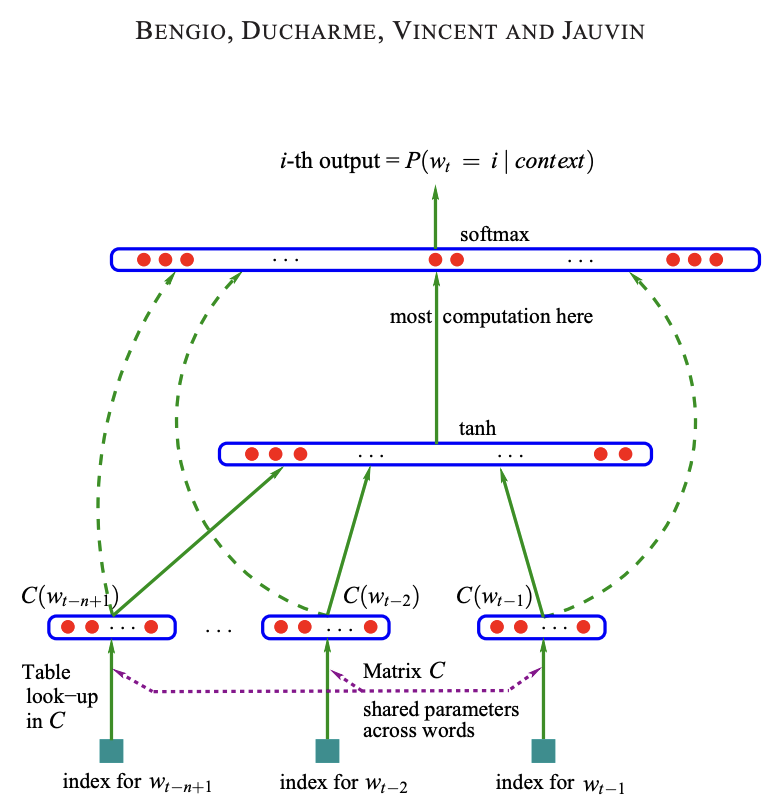 BENGIO, DUCHARME, VINCENT AND JAUVIN
i-th output = P(w_t = i | context)
softmax
. . .
. . .
most computation here
tanh
. . .
. . .
C(w_{t−n+1}) C(w_{t−2}) C(w_{t−1})
. . . . . . . . . . . .
Table
look−up
in C
Matrix C
shared parameters
across words
index for w_{t−n+1} index for w_{t−2} index for w_{t−1}